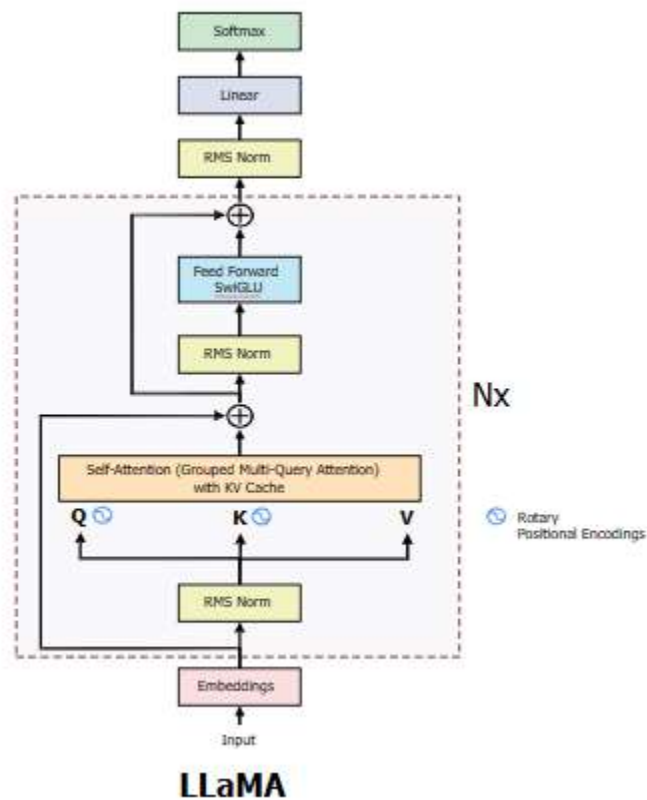 Softmax
Linear
RMS Norm
Feed Forward
SwiGLU
RMS Norm
Nx
Self-Attention (Grouped Multi-Query Attention)
with KV Cache
Q K V
Rotary
Positional Encodings
RMS Norm
Embeddings
Input
LLaMA